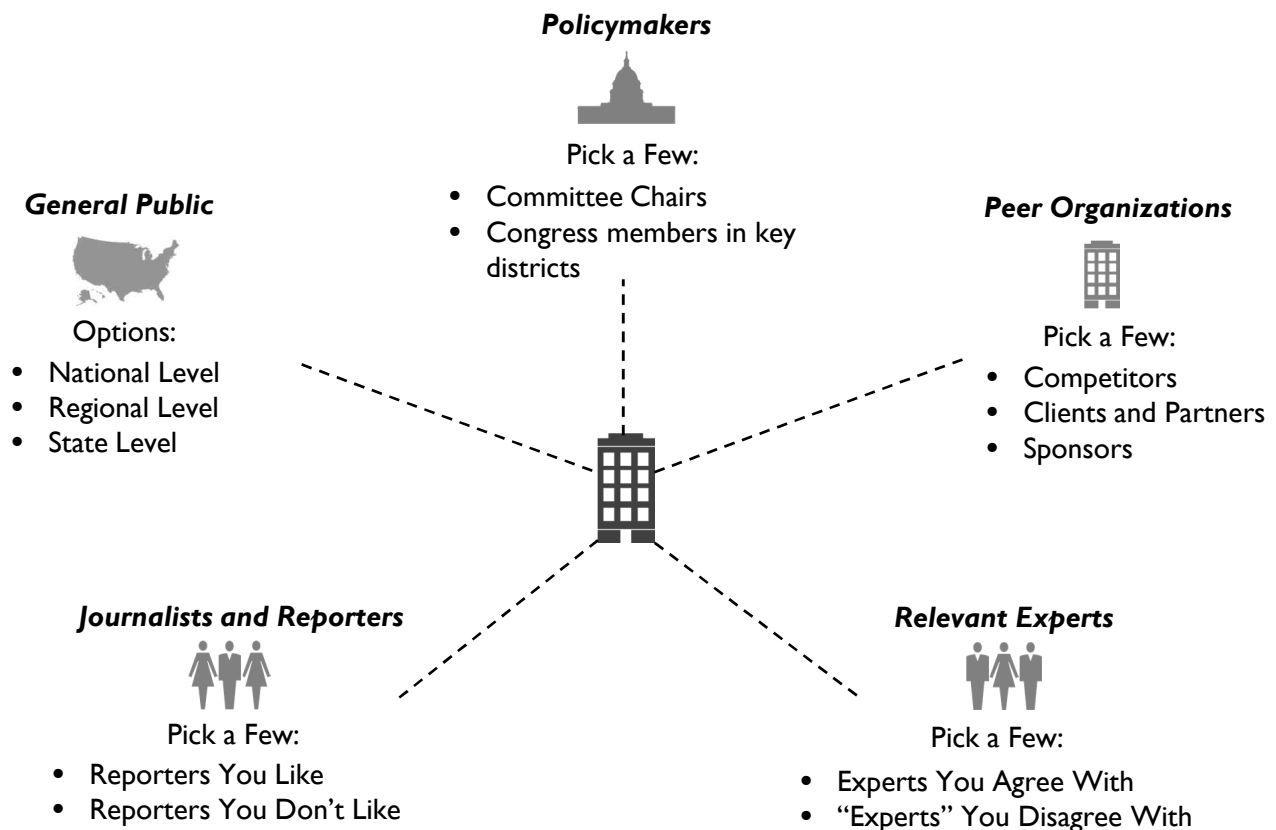 Policymakers
Pick a Few:
• Committee Chairs
• Congress members in key
districts
General Public
Options:
• National Level
• Regional Level
• State Level
Peer Organizations
Pick a Few:
• Competitors
• Clients and Partners
• Sponsors
Journalists and Reporters
Pick a Few:
• Reporters You Like
• Reporters You Don’t Like
Relevant Experts
Pick a Few:
• Experts You Agree With
• “Experts” You Disagree With